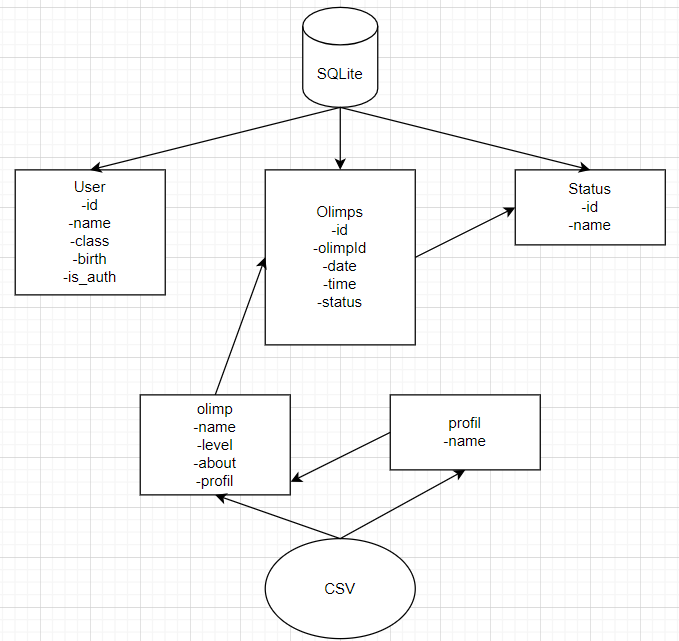 SQLite
User
-id
-name
-class
-birth
-is_auth
Olimps
-id
-olimpId
-date
-time
-status
Status
-id
-name
olimp
-name
-level
-about
-profil
profil
-name
CSV